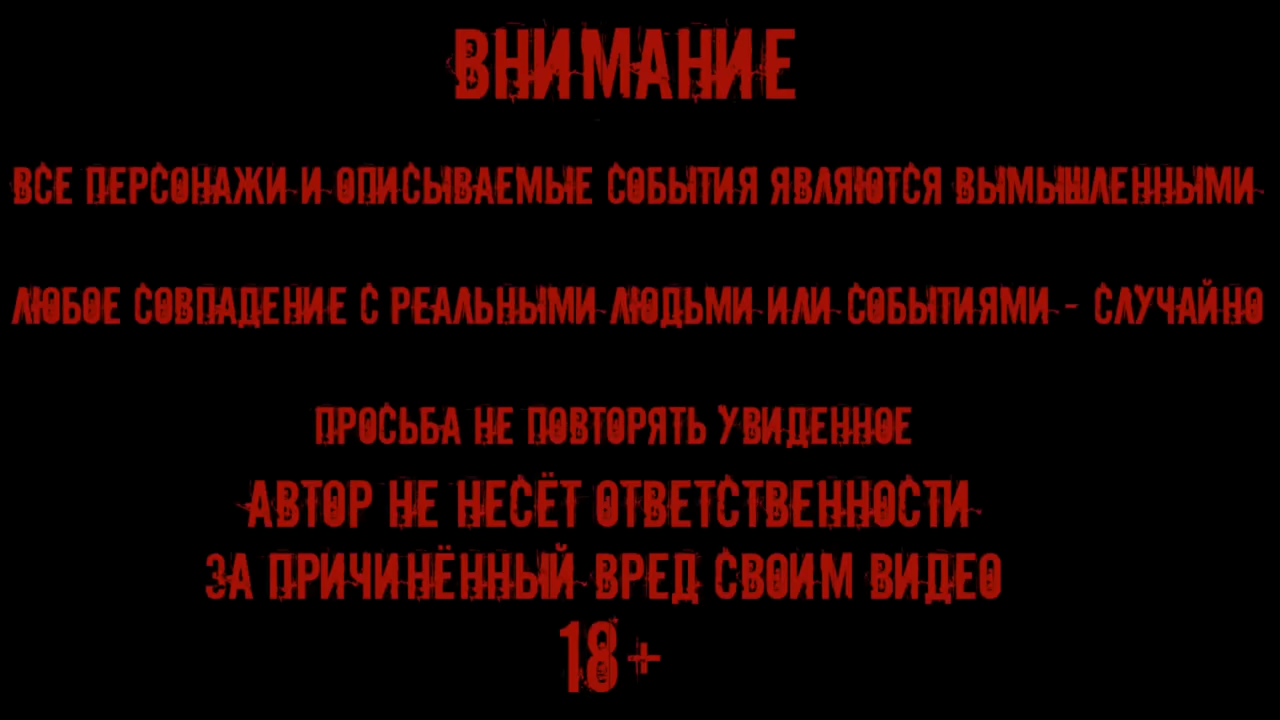 ВНИМАНИЕ
ВСЕ ПЕРСОНАЖИ И ОПИСЫВАЕМЫЕ СОБЫТИЯ ЯВЛЯЮТСЯ ВЫМЫШЛЕННЫМИ
ЛЮБОЕ СОВПАДЕНИЕ С РЕАЛЬНЫМИ ЛЮДЬМИ ИЛИ СОБЫТИЯМИ - СЛУЧАЙНО
ПРОСЬБА НЕ ПОВТОРЯТЬ УВИДЕННОЕ
АВТОР НЕ НЕСЁТ ОТВЕТСТВЕННОСТИ
ЗА ПРИЧИНЁННЫЙ ВРЕД СВОИМ ВИДЕО
18+